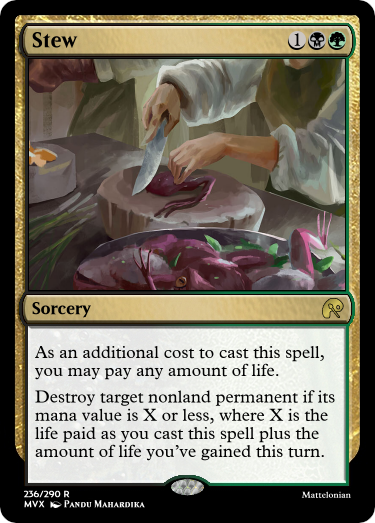 Stew 1
Sorcery
As an additional cost to cast this spell,
you may pay any amount of life.
Destroy target nonland permanent if its
mana value is X or less, where X is the
life paid as you cast this spell plus the
amount of life you’ve gained this turn.
236/290 R
MVX PANDU MAHARDIKA
Mattelonian